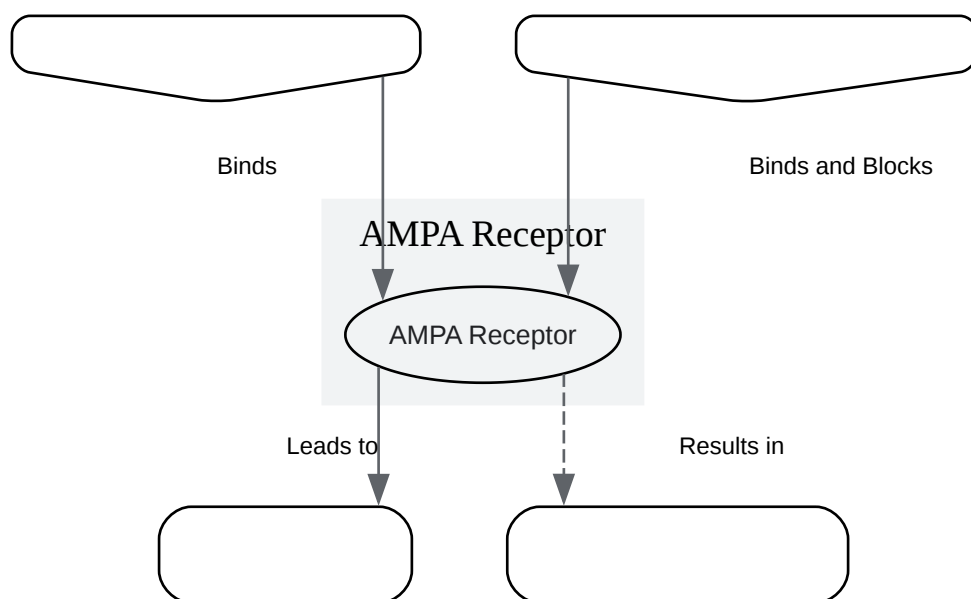 Binds
Binds and Blocks
AMPA Receptor
AMPA Receptor
Leads to
Results in